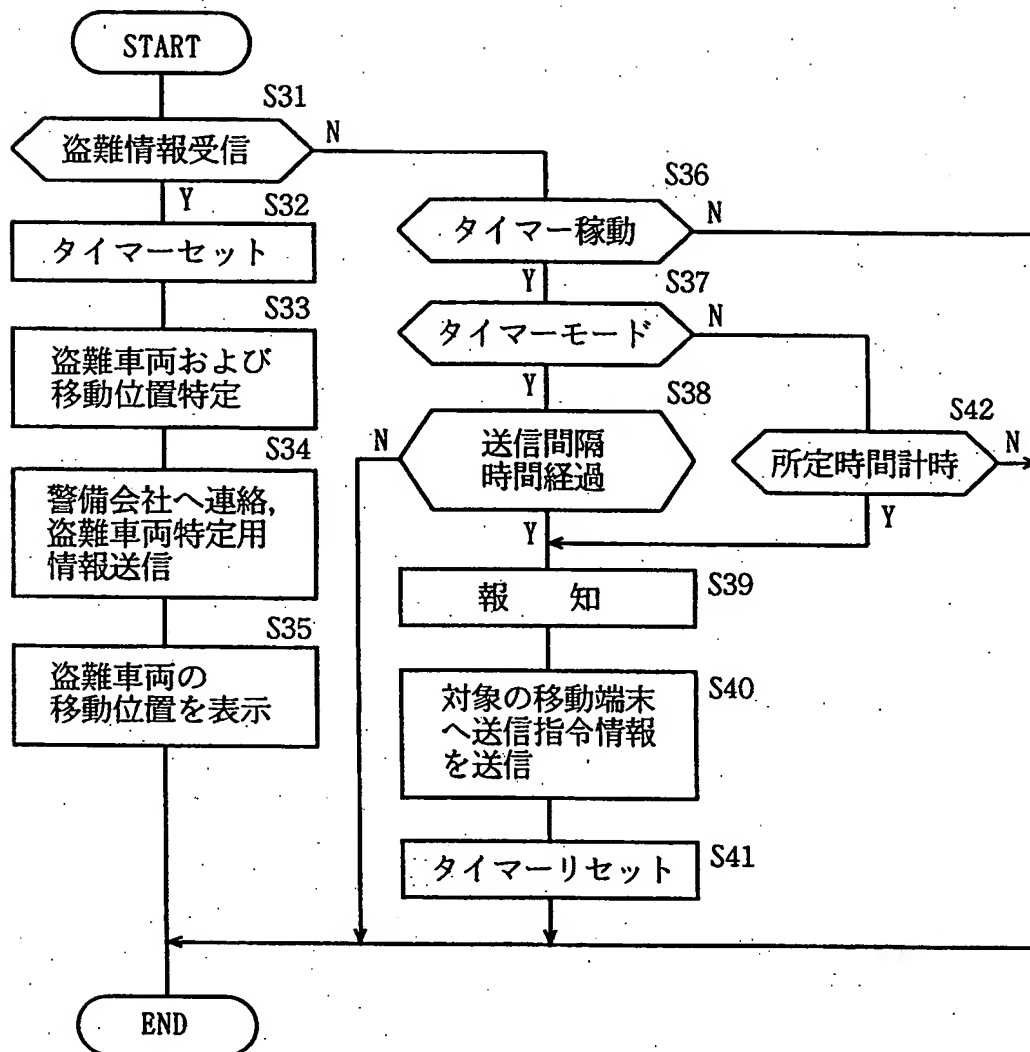 START
S31
盗難情報受信
N
Y
S32
タイマーセット
S33
盗難車両および
移動位置特定
S34
警備会社へ連絡,
盗難車両特定用
情報送信
S35
盗難車両の
移動位置を表示
END
S36
タイマー稼動
N
Y
S37
タイマーモード
N
Y
S38
送信間隔
時間経過
N
Y
S42
所定時間計時
N
Y
報 知
S39
対象の移動端末
へ送信指令情報
を送信
S40
タイマーリセット
S41